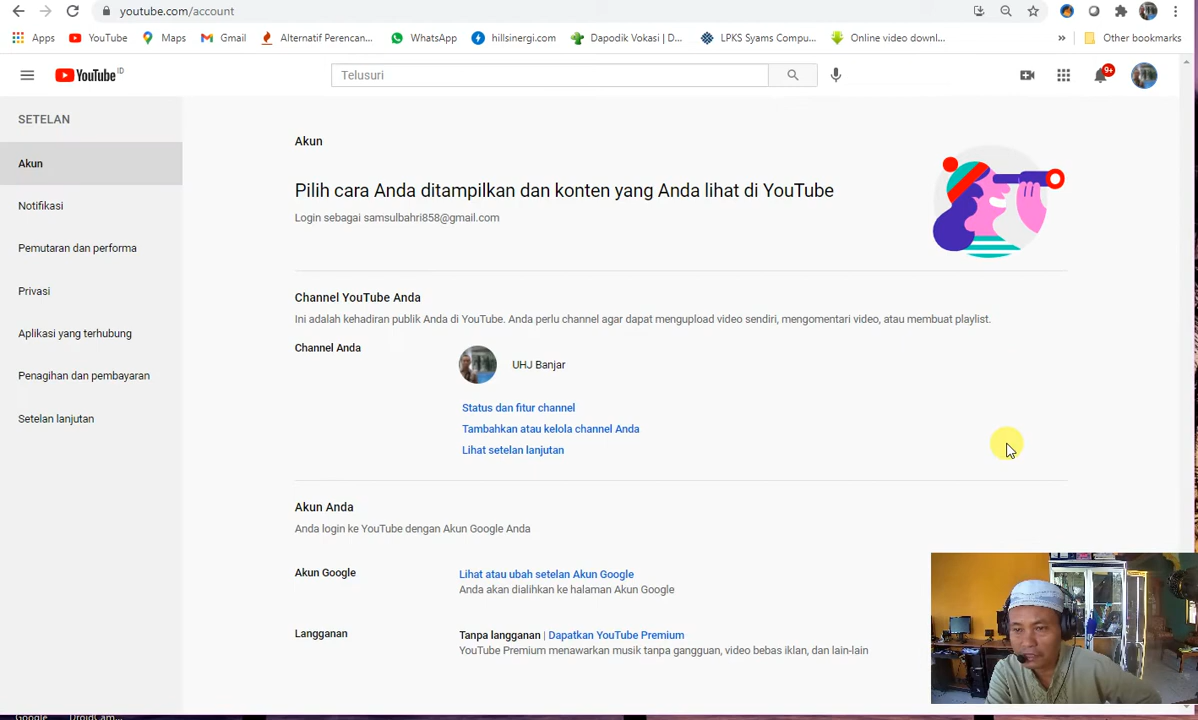 youtube.com/account
Apps YouTube Maps Gmail Alternatif Perencan... WhatsApp hillsinergi.com Dapodik Vokasi | D... LPKS Syams Compu... Online video downl... » Other bookmarks
YouTube ID
Telusuri
9+
SETELAN
Akun
Notifikasi
Pemutaran dan performa
Privasi
Aplikasi yang terhubung
Penagihan dan pembayaran
Setelan lanjutan
Akun
Pilih cara Anda ditampilkan dan konten yang Anda lihat di YouTube
Login sebagai samsulbahri858@gmail.com
Channel YouTube Anda
Ini adalah kehadiran publik Anda di YouTube. Anda perlu channel agar dapat mengupload video sendiri, mengomentari video, atau membuat playlist.
Channel Anda
UHJ Banjar
Status dan fitur channel
Tambahkan atau kelola channel Anda
Lihat setelan lanjutan
Akun Anda
Anda login ke YouTube dengan Akun Google Anda
Akun Google
Lihat atau ubah setelan Akun Google
Anda akan dialihkan ke halaman Akun Google
Langganan
Tanpa langganan | Dapatkan YouTube Premium
YouTube Premium menawarkan musik tanpa gangguan, video bebas iklan, dan lain-lain
Google DroidCam...